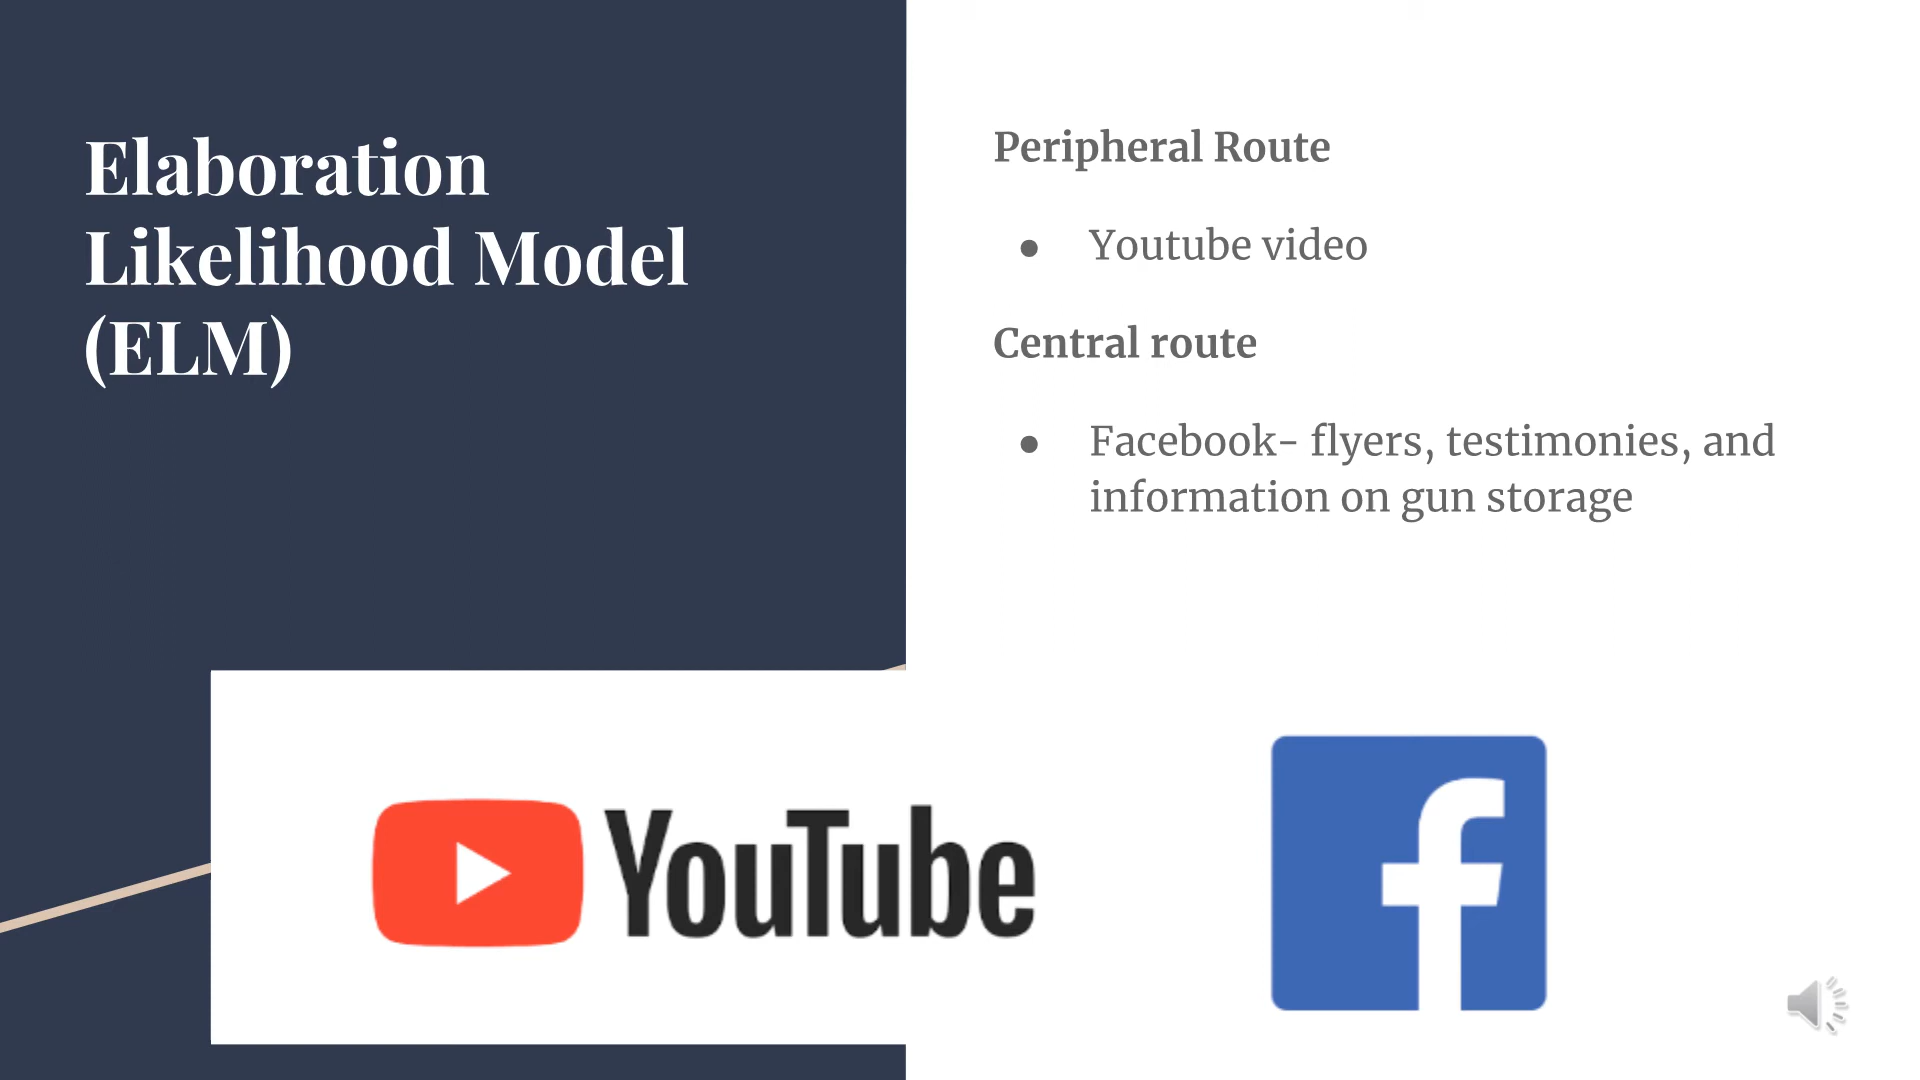 Elaboration
Likelihood Model
(ELM)
Peripheral Route
● Youtube video
Central route
● Facebook- flyers, testimonies, and
information on gun storage
YouTube
f